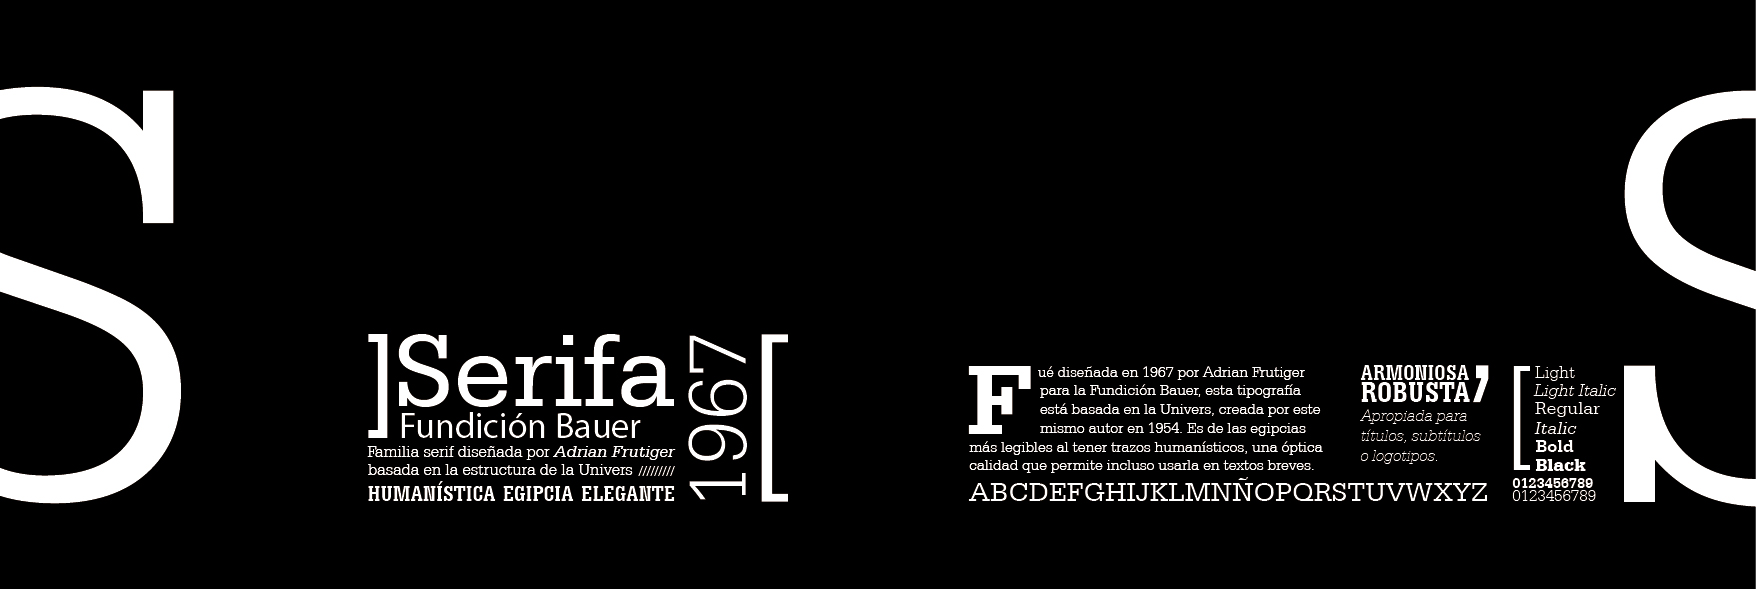 S
]Serifa
1967
[
Fundición Bauer
Familia serif diseñada por Adrian Frutiger
basada en la estructura de la Univers /////////
HUMANÍSTICA EGIPCIA ELEGANTE
Fué diseñada en 1967 por Adrian Frutiger
para la Fundición Bauer, esta tipografía
está basada en la Univers, creada por este
mismo autor en 1954. Es de las egipcias
más legibles al tener trazos humanísticos, una óptica
calidad que permite incluso usarla en textos breves.
ABCDEFGHIJKLMNÑOPQRSTUVWXYZ
ARMONIOSA
ROBUSTA,
Apropiada para
títulos, subtítulos
o logotipos.
[
Light
Light Italic
Regular
Italic
Bold
Black
0123456789
0123456789
S